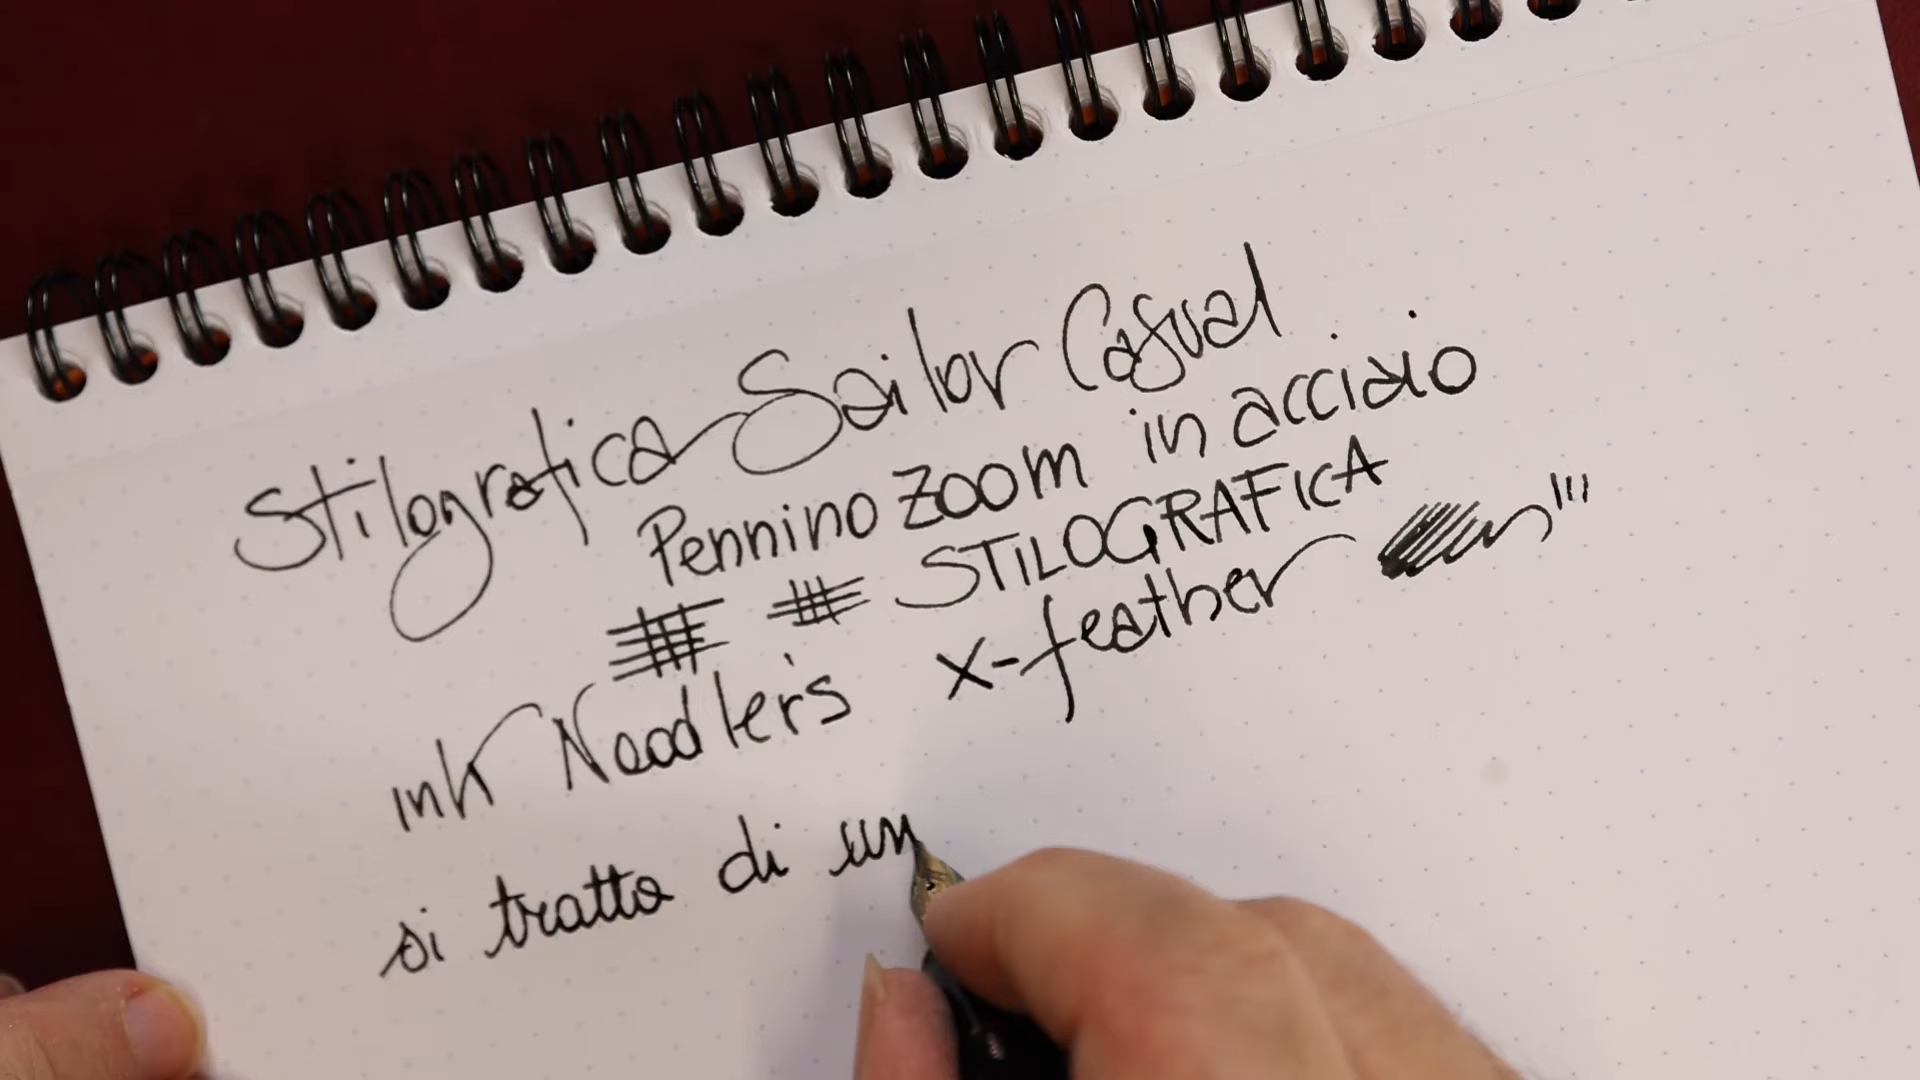 Stilografica Sailor Casual
Pennino zoom in acciaio
STILOGRAFICA
ink Noodler's x-feather
si tratta di un